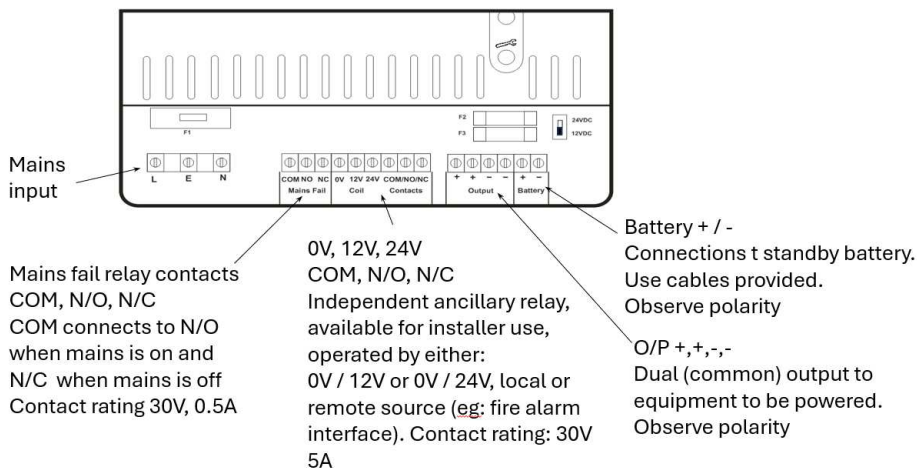 F1
F2
F3
24VDC
12VDC
L E N
COM NO NC 0V 12V 24V COM/NO/NC
Mains Fail Coil Contacts
+ + - - + -
Output Battery
Mains
input
Mains fail relay contacts
COM, N/O, N/C
COM connects to N/O
when mains is on and
N/C when mains is off
Contact rating 30V, 0.5A
0V, 12V, 24V
COM, N/O, N/C
Independent ancillary relay,
available for installer use,
operated by either:
0V / 12V or 0V / 24V, local or
remote source (eg: fire alarm
interface). Contact rating: 30V
5A
Battery + / -
Connections t standby battery.
Use cables provided.
Observe polarity
O/P +,+,-,-
Dual (common) output to
equipment to be powered.
Observe polarity